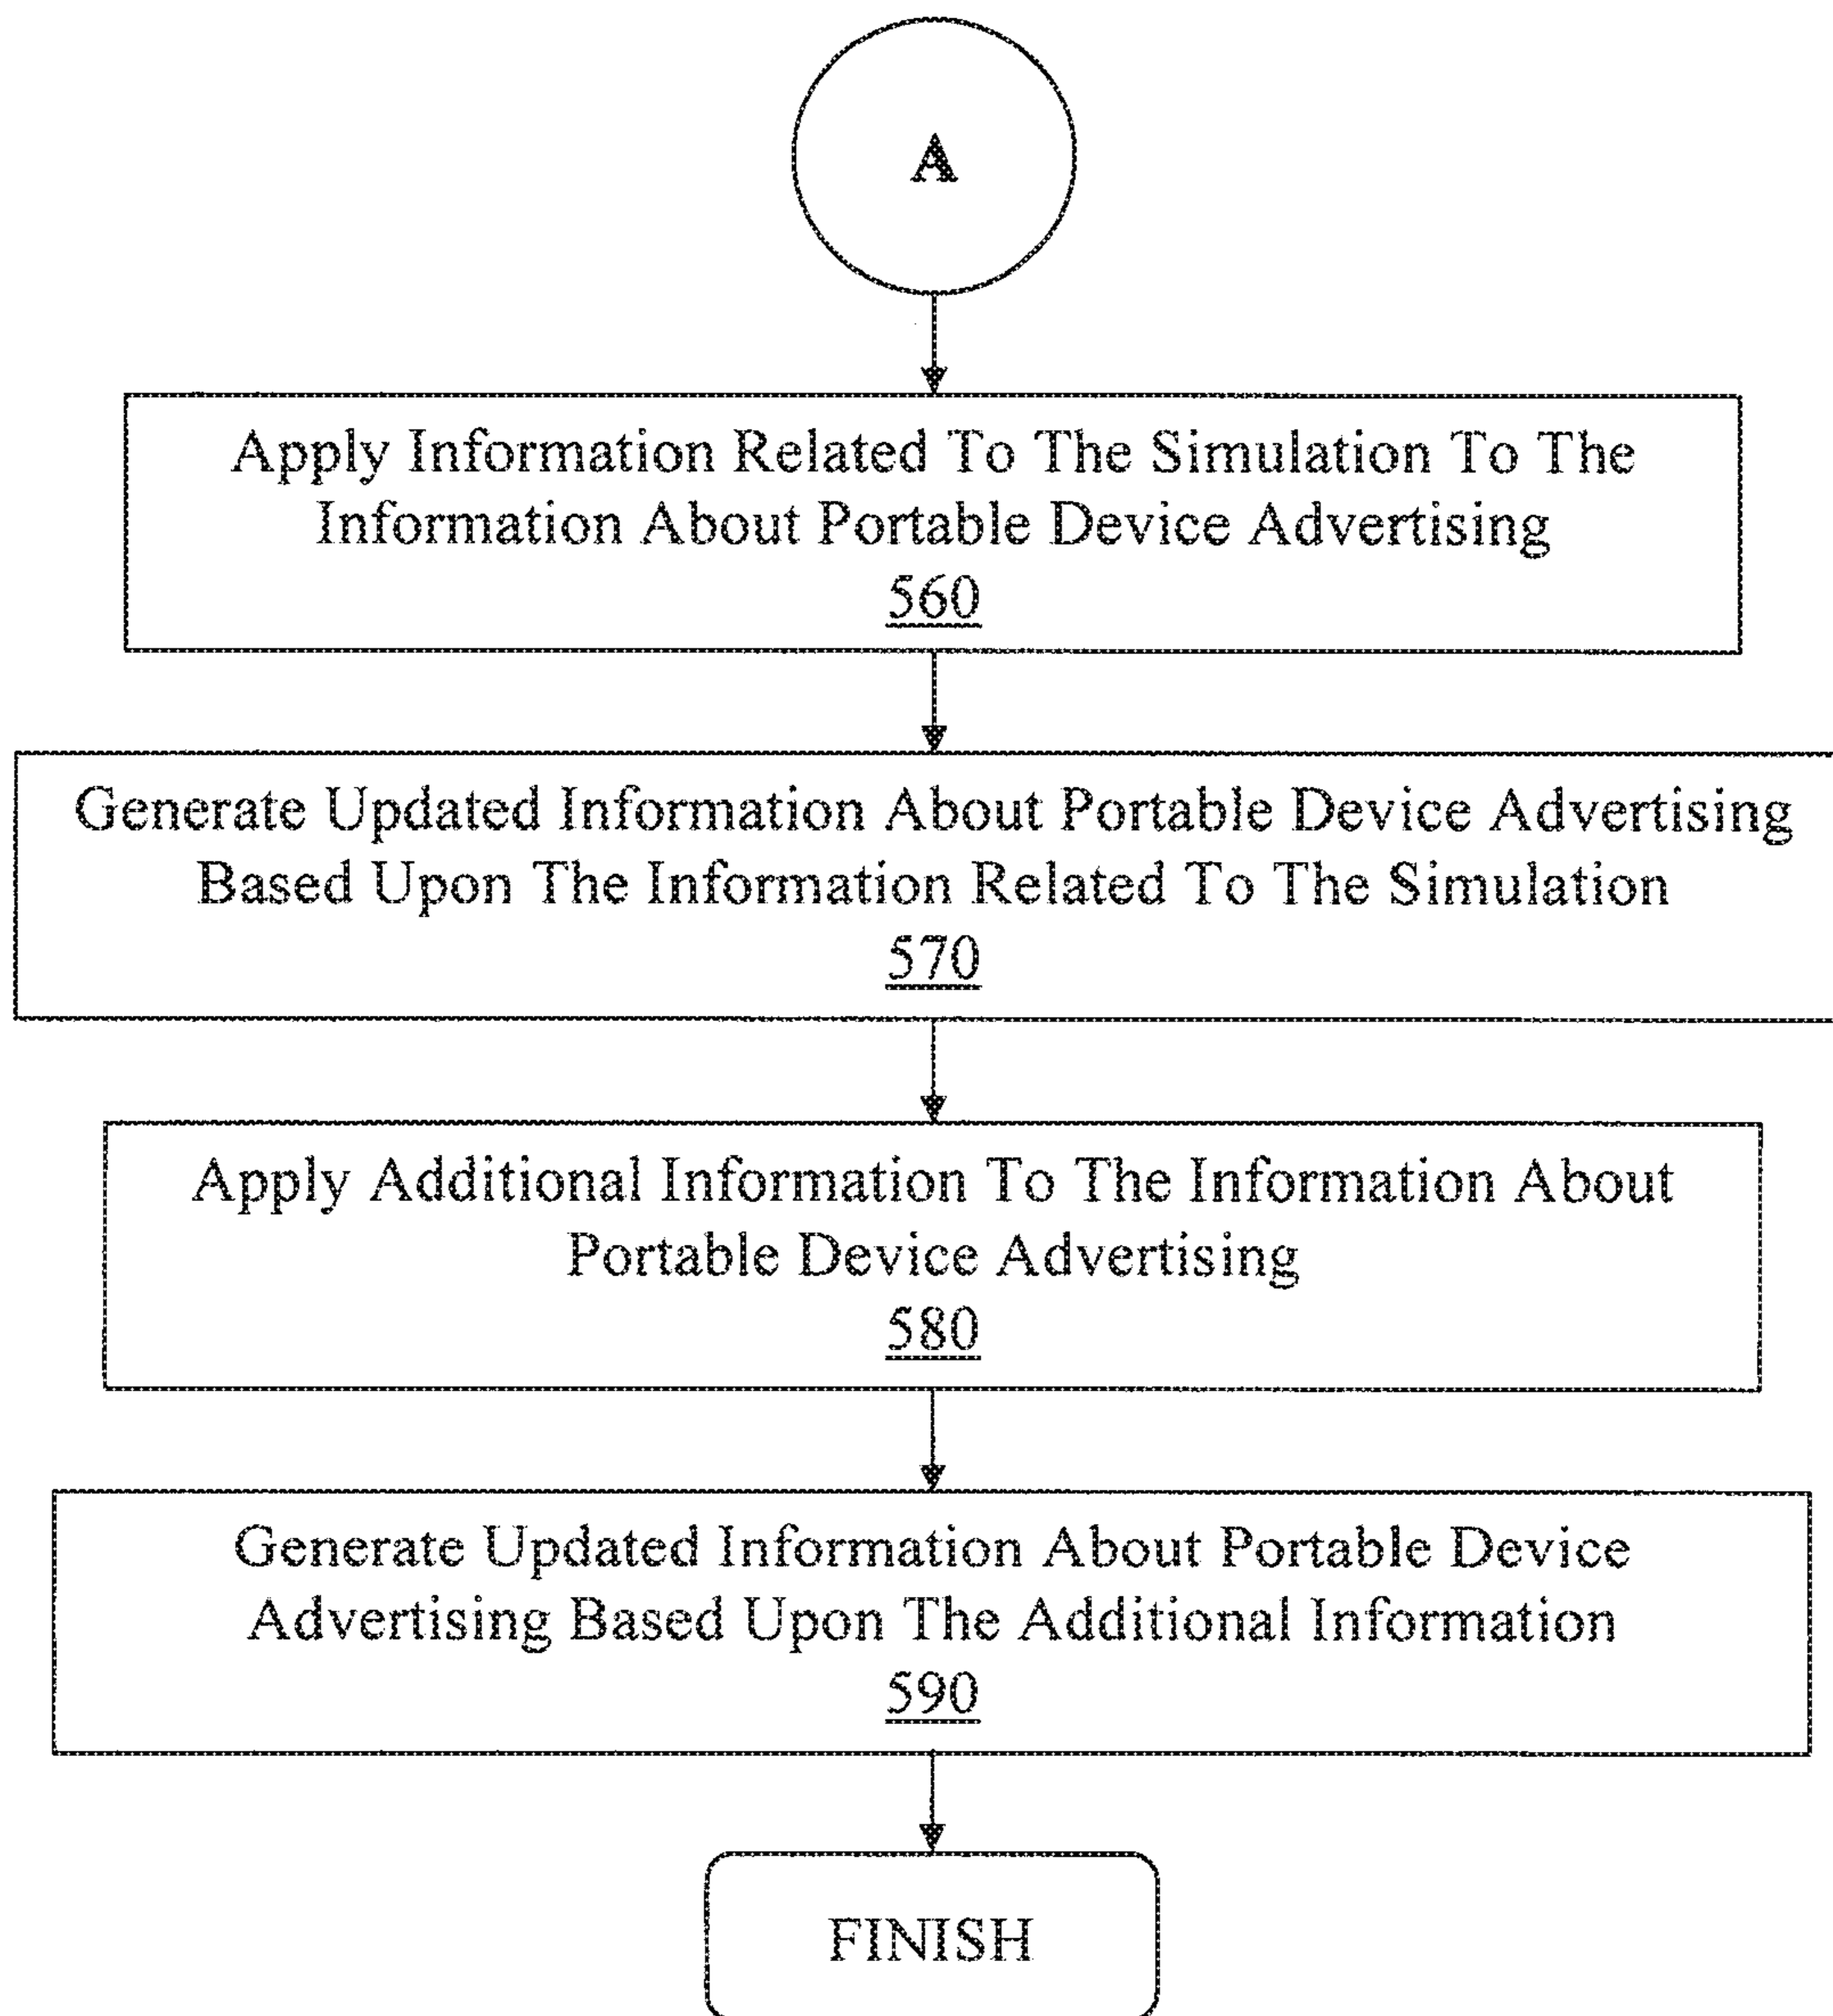 A
Apply Information Related To The Simulation To The
Information About Portable Device Advertising
560
Generate Updated Information About Portable Device Advertising
Based Upon The Information Related To The Simulation
570
Apply Additional Information To The Information About
Portable Device Advertising
580
Generate Updated Information About Portable Device
Advertising Based Upon The Additional Information
590
FINISH